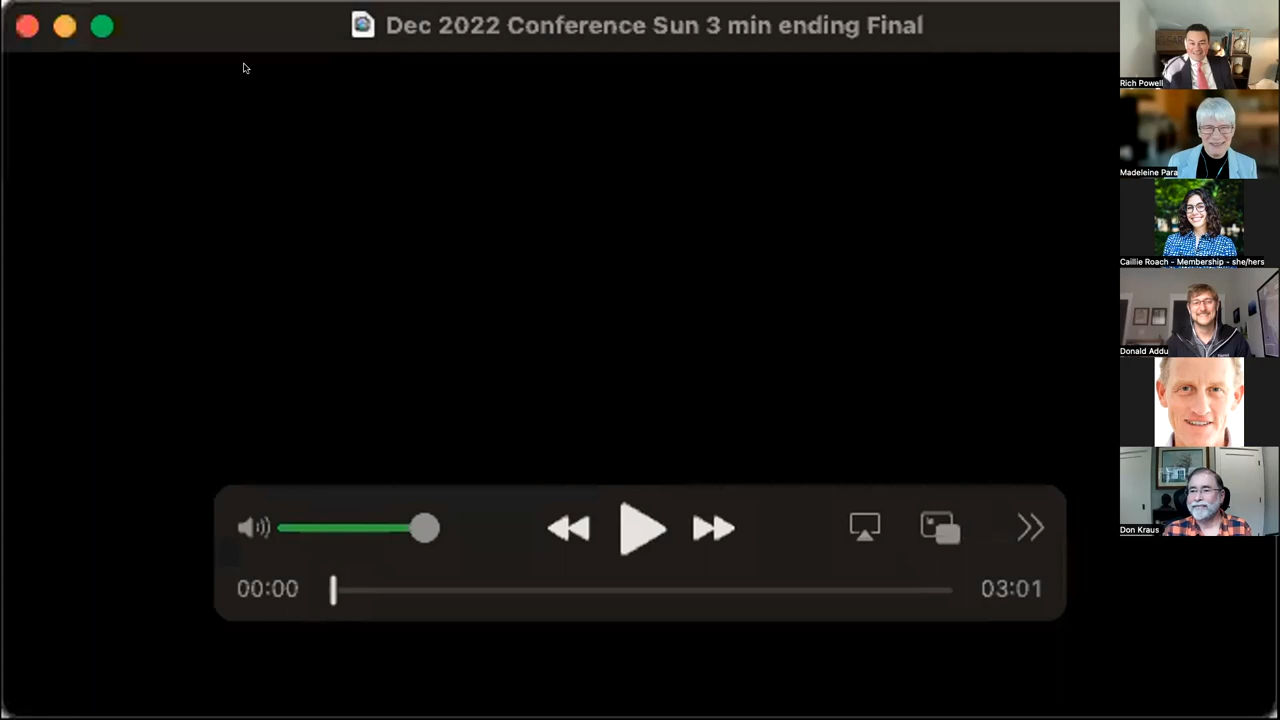 Dec 2022 Conference Sun 3 min ending Final
Rich Powell
Madeleine Para
Caillie Roach - Membership - she/hers
Donald Addu
Don Kraus
00:00
03:01